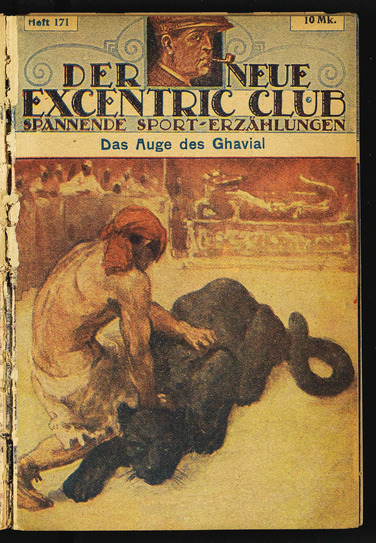 Heft 171
10 Mk.
DER NEUE
EXCENTRIC CLUB
SPANNENDE SPORT-ERZÄHLUNGEN
Das Auge des Ghavial